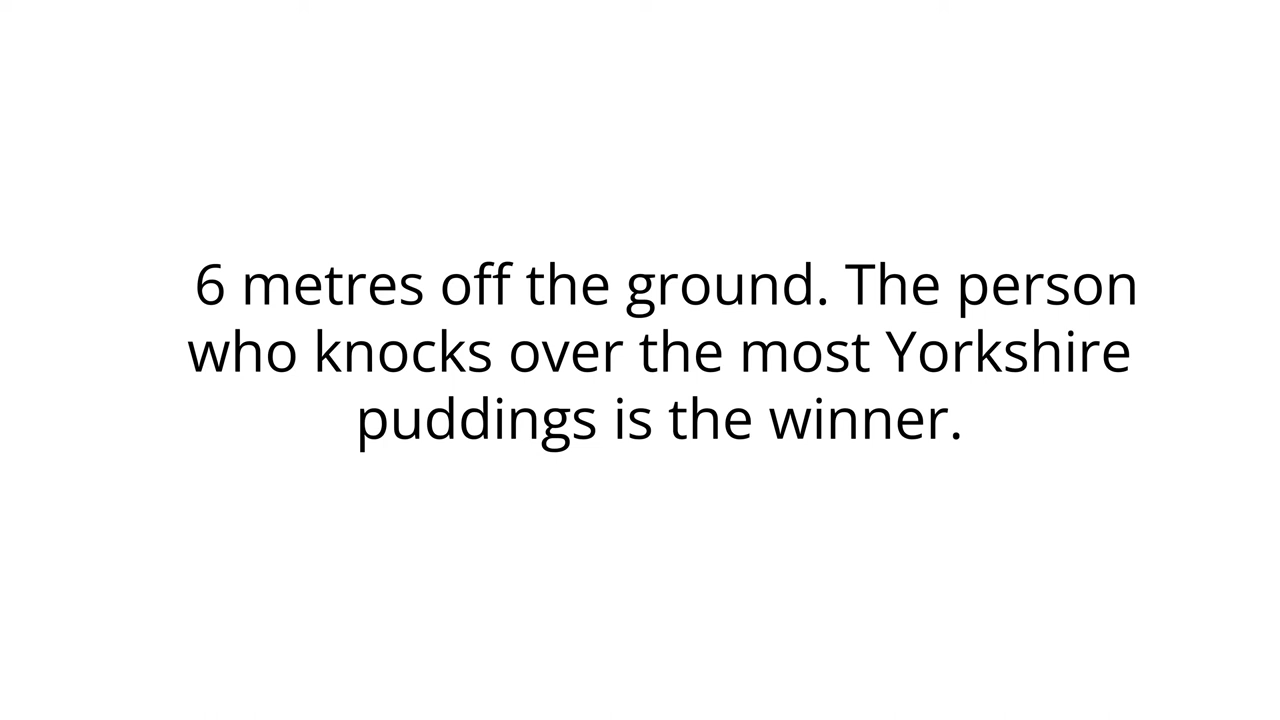 6 metres off the ground. The person
who knocks over the most Yorkshire
puddings is the winner.